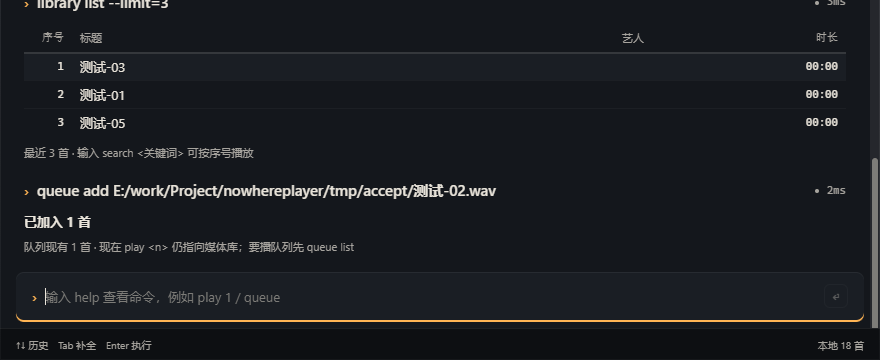 › library list --limit=3 • 3ms
序号 标题 艺人 时长
1 测试-03 00:00
2 测试-01 00:00
3 测试-05 00:00
最近 3 首 · 输入 search <关键词> 可按序号播放
› queue add E:/work/Project/nowhereplayer/tmp/accept/测试-02.wav • 2ms
已加入 1 首
队列现有 1 首 · 现在 play <n> 仍指向媒体库；要播队列先 queue list
› 输入 help 查看命令，例如 play 1 / queue ↵
↑↓ 历史 Tab 补全 Enter 执行 本地 18 首